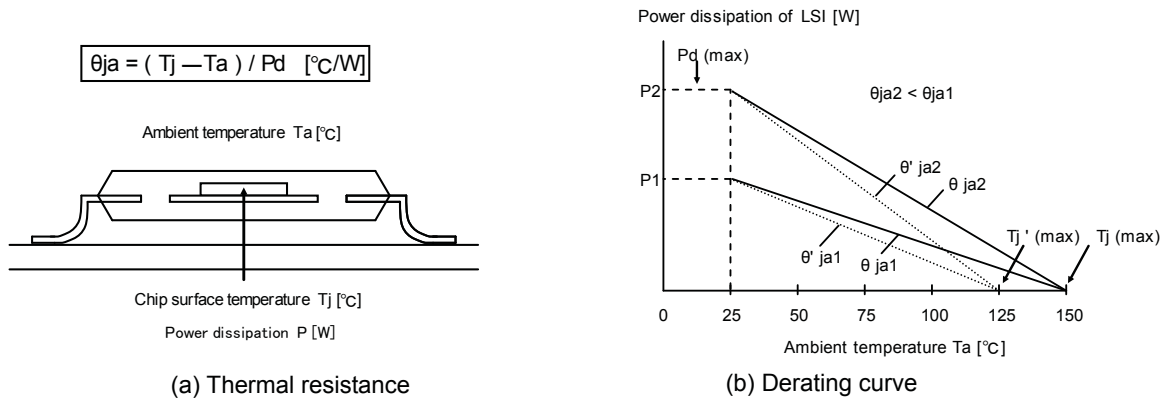 θja = ( Tj —Ta ) / Pd [℃/W]
Ambient temperature Ta [℃]
Chip surface temperature Tj [℃]
Power dissipation P [W]
(a) Thermal resistance
Power dissipation of LSI [W]
Pd (max)
P2
θja2 < θja1
P1
θ' ja2
θ ja2
Tj ' (max)
Tj (max)
θ' ja1
θ ja1
0 25 50 75 100 125 150
Ambient temperature Ta [℃]
(b) Derating curve